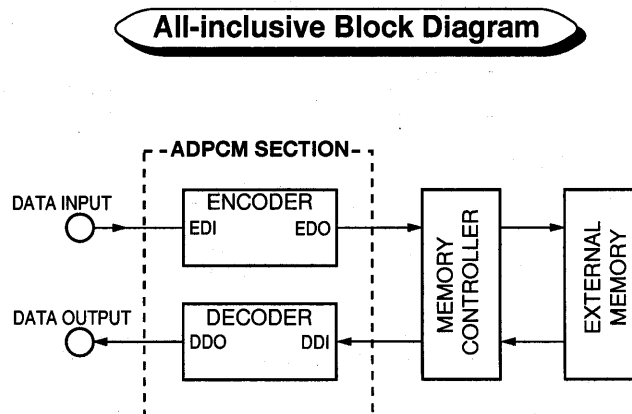 All-inclusive Block Diagram
ADPCM SECTION
DATA INPUT
ENCODER
EDI EDO
DATA OUTPUT
DECODER
DDO DDI
MEMORY
CONTROLLER
EXTERNAL
MEMORY